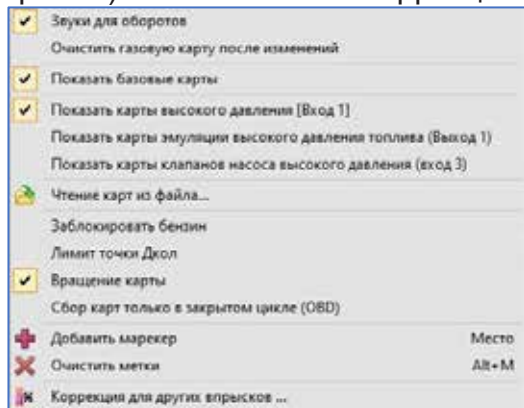 Звуки для оборотов
Очистить газовую карту после изменений
Показать базовые карты
Показать карты высокого давления [Вход 1]
Показать карты эмуляции высокого давления топлива (Выход 1)
Показать карты клапанов насоса высокого давления (вход 3)
Чтение карт из файла...
Заблокировать бензин
Лимит точки Дкол
Вращение карты
Сбор карт только в закрытом цикле (OBD)
Добавить марекер Место
Очистить метки Alt+M
Коррекция для других впрысков ...